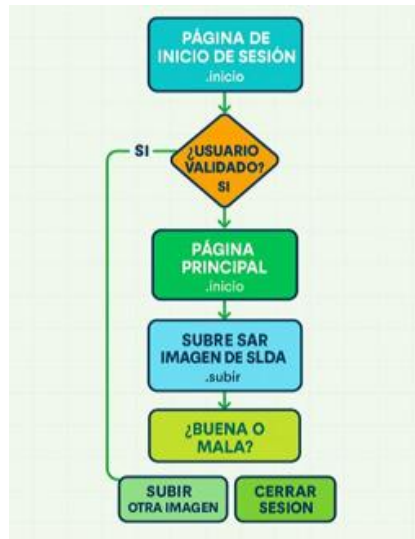 PÁGINA DE
INICIO DE SESIÓN
.inicio
SI
¿USUARIO
VALIDADO?
SI
PÁGINA
PRINCIPAL
.inicio
SUBRE SAR
IMAGEN DE SLDA
.subir
¿BUENA O
MALA?
SUBIR
OTRA IMAGEN
CERRAR
SESION